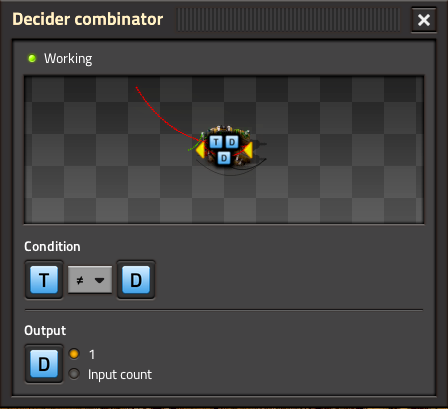 Decider combinator
Working
T D
D
Condition
T ≠ D
Output
D 1
Input count